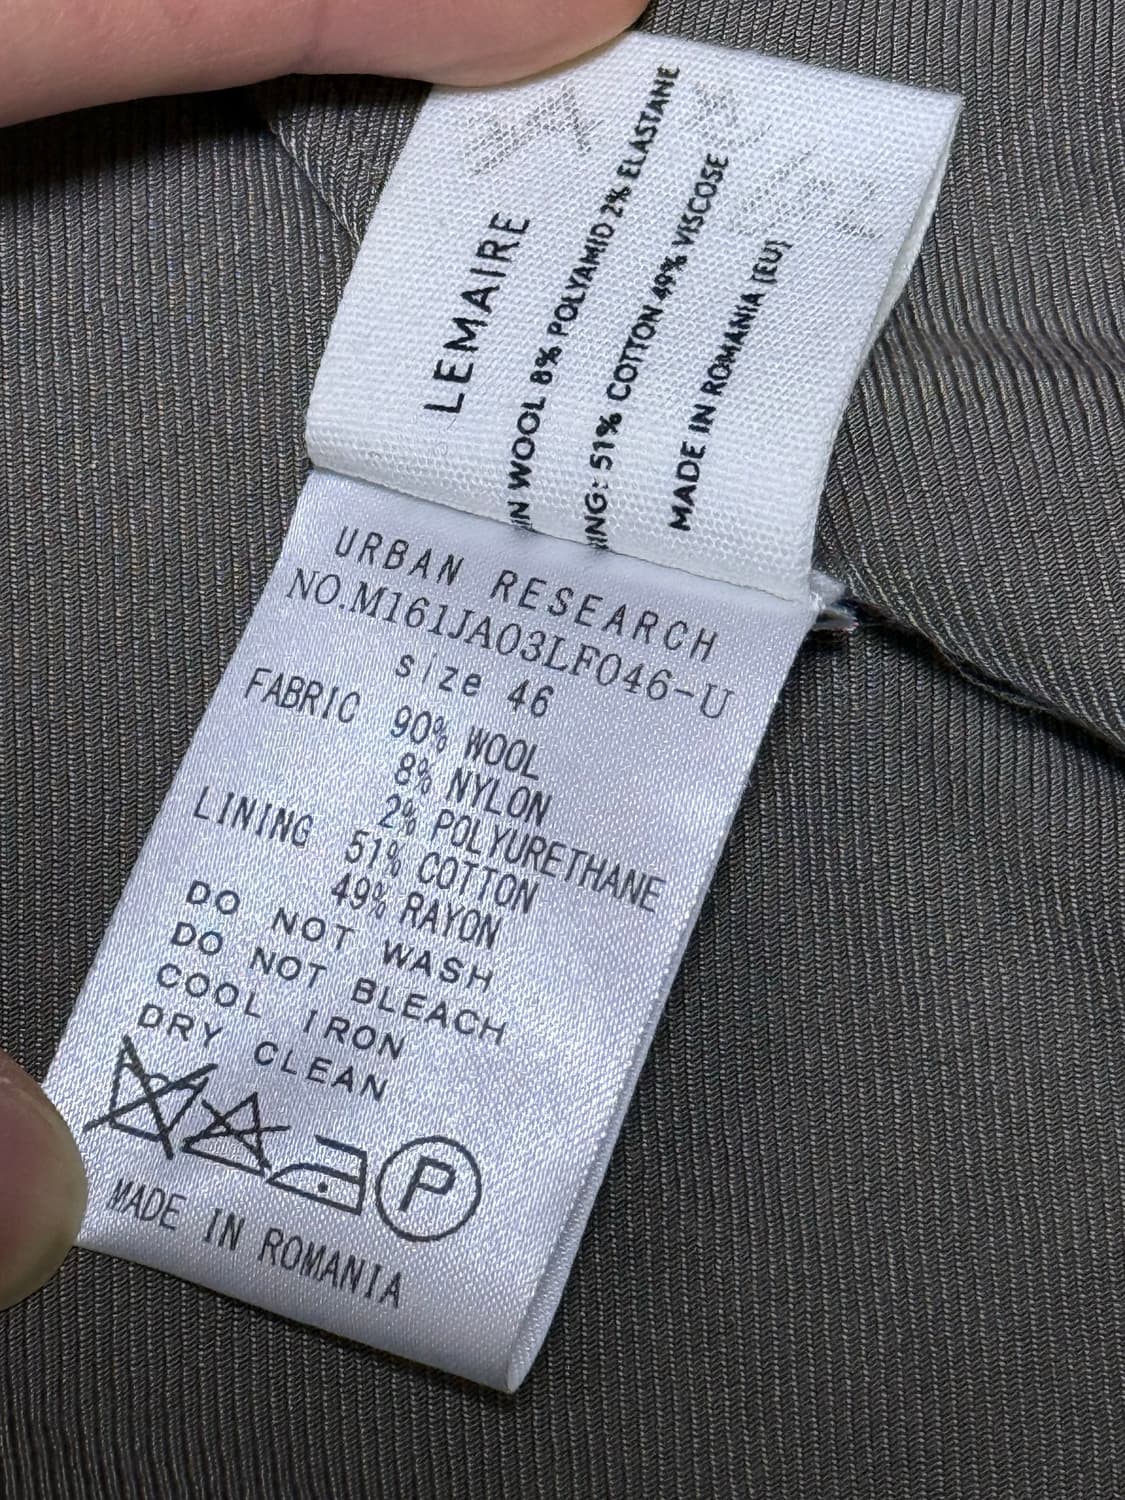 LEMAIRE
WOOL 8% POLYAMID 2% ELASTANE
51% COTTON 49% VISCOSE
MADE IN ROMANIA (EU)
URBAN RESEARCH
NO.M161JA03LF046-U
size 46
FABRIC 90% WOOL
8% NYLON
2% POLYURETHANE
LINING 51% COTTON
49% RAYON
DO NOT WASH
DO NOT BLEACH
COOL IRON
DRY CLEAN
P
MADE IN ROMANIA